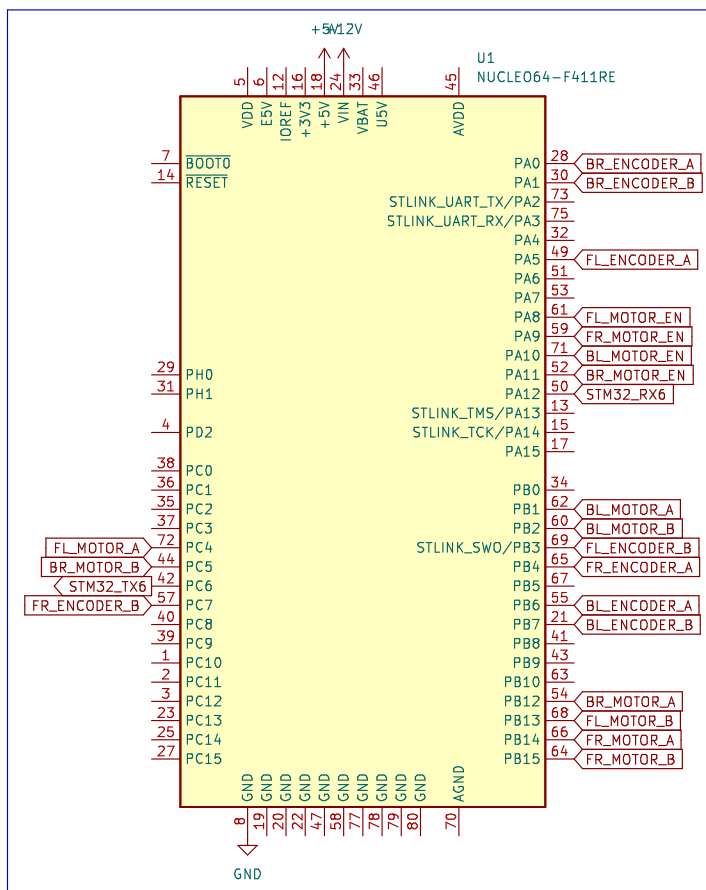 +5V +12V
U1
NUCLEO64-F411RE
5 6 12 16 18 24 33 46 45
VDD E5V IOREF +3V3 +5V VIN VBAT U5V AVDD
7 BOOT0 PA0 28 BR_ENCODER_A
14 RESET PA1 30 BR_ENCODER_B
STLINK_UART_TX/PA2 73
STLINK_UART_RX/PA3 75
PA4 32
PA5 49 FL_ENCODER_A
PA6 51
PA7 53
PA8 61 FL_MOTOR_EN
PA9 59 FR_MOTOR_EN
PA10 71 BL_MOTOR_EN
29 PH0 PA11 52 BR_MOTOR_EN
31 PH1 PA12 50 STM32_RX6
STLINK_TMS/PA13 13
4 PD2 STLINK_TCK/PA14 15
PA15 17
38 PC0
36 PC1 PB0 34
35 PC2 PB1 62 BL_MOTOR_A
37 PC3 PB2 60 BL_MOTOR_B
FL_MOTOR_A 72 PC4 STLINK_SWO/PB3 69 FL_ENCODER_B
BR_MOTOR_B 44 PC5 PB4 65 FR_ENCODER_A
STM32_TX6 42 PC6 PB5 67
FR_ENCODER_B 57 PC7 PB6 55 BL_ENCODER_A
40 PC8 PB7 21 BL_ENCODER_B
39 PC9 PB8 41
1 PC10 PB9 43
2 PC11 PB10 63
3 PC12 PB12 54 BR_MOTOR_A
23 PC13 PB13 68 FL_MOTOR_B
25 PC14 PB14 66 FR_MOTOR_A
27 PC15 PB15 64 FR_MOTOR_B
GND GND GND GND GND GND GND GND GND GND AGND
8 19 20 22 47 58 77 78 79 80 70
GND